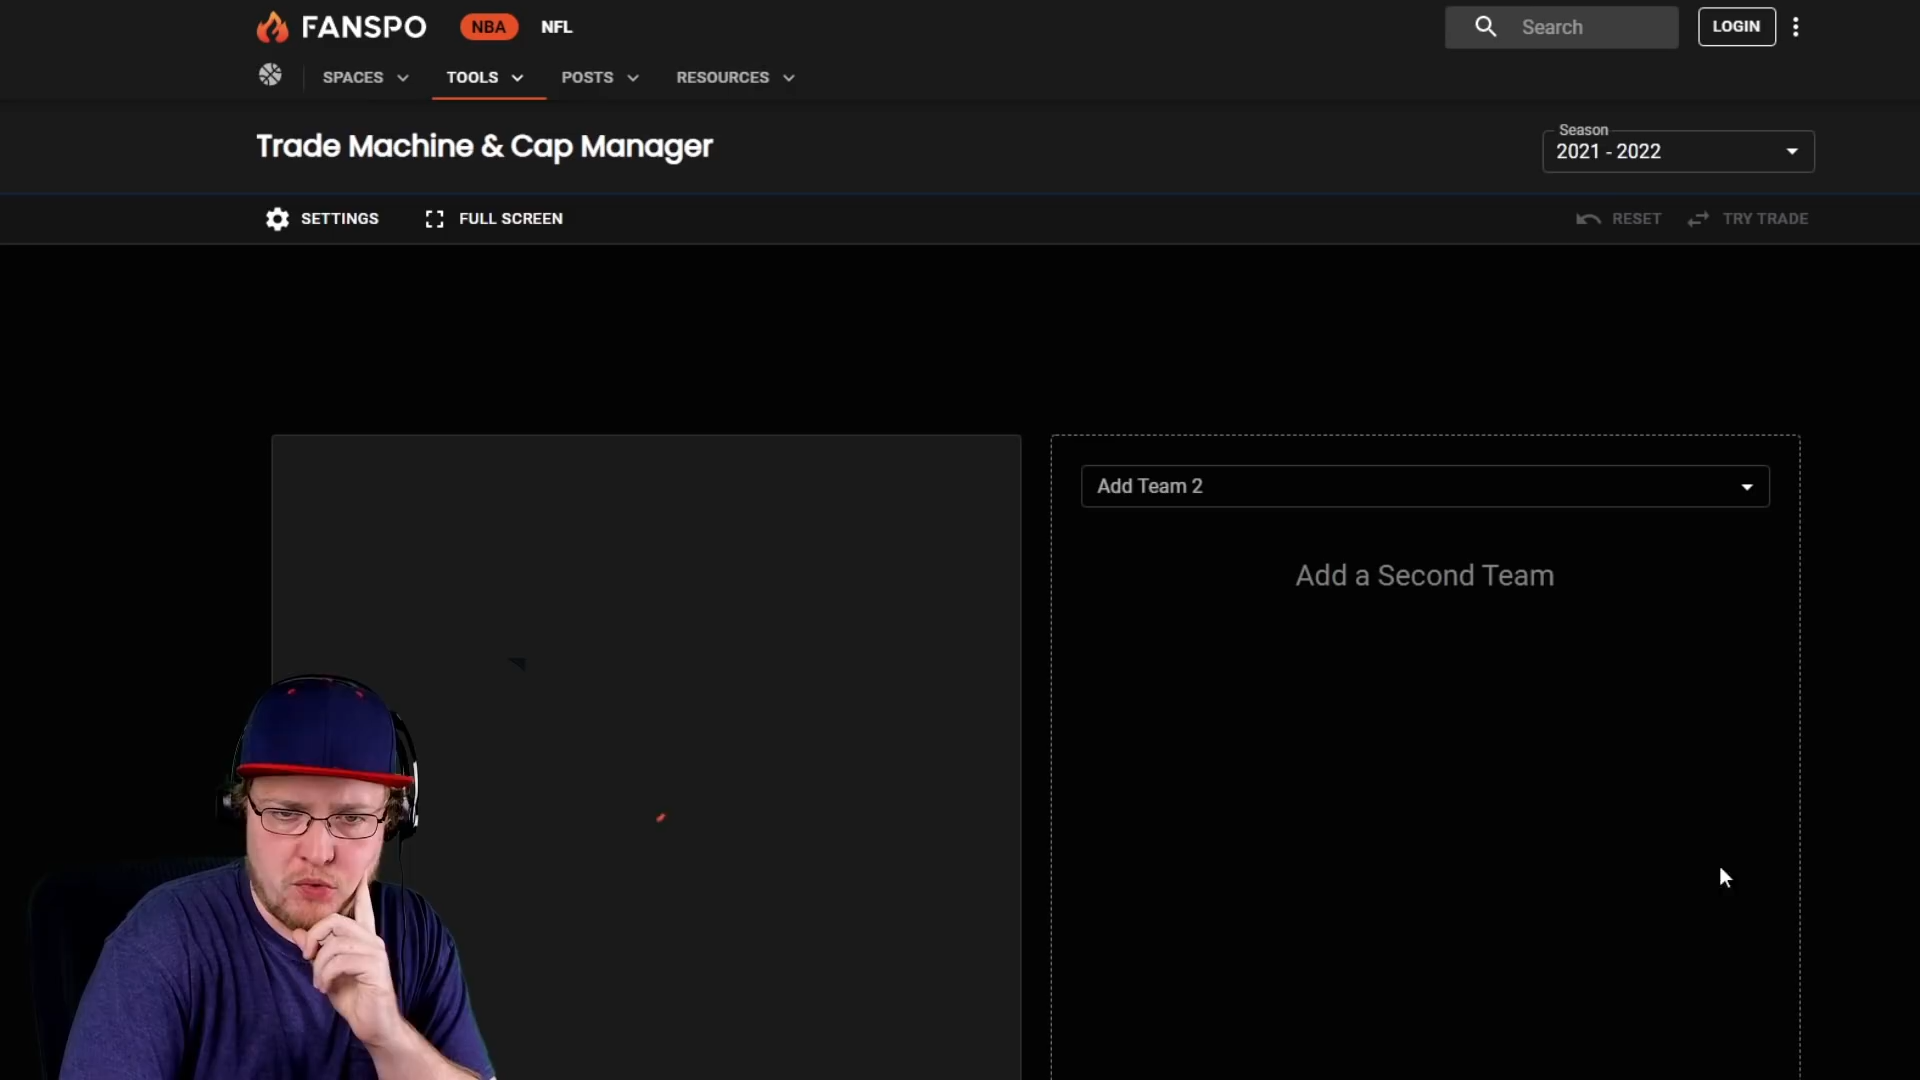 FANSPO NBA NFL Search LOGIN
SPACES TOOLS POSTS RESOURCES
Trade Machine & Cap Manager
Season
2021 - 2022
SETTINGS FULL SCREEN RESET TRY TRADE
Add Team 2
Add a Second Team